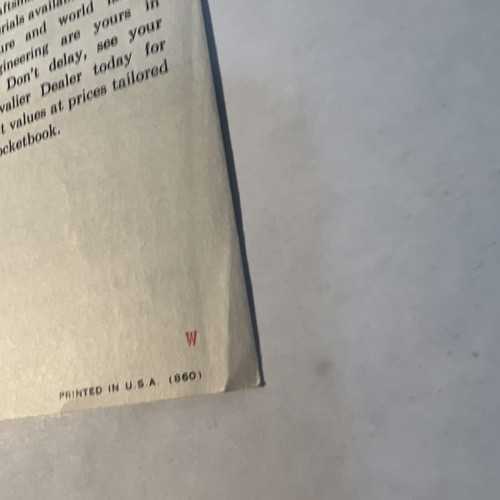 rials availa
ure and world
gineering are yours in
Don't delay, see your
valier Dealer today for
t values at prices tailored
ocketbook.
W
PRINTED IN U.S.A. (860)